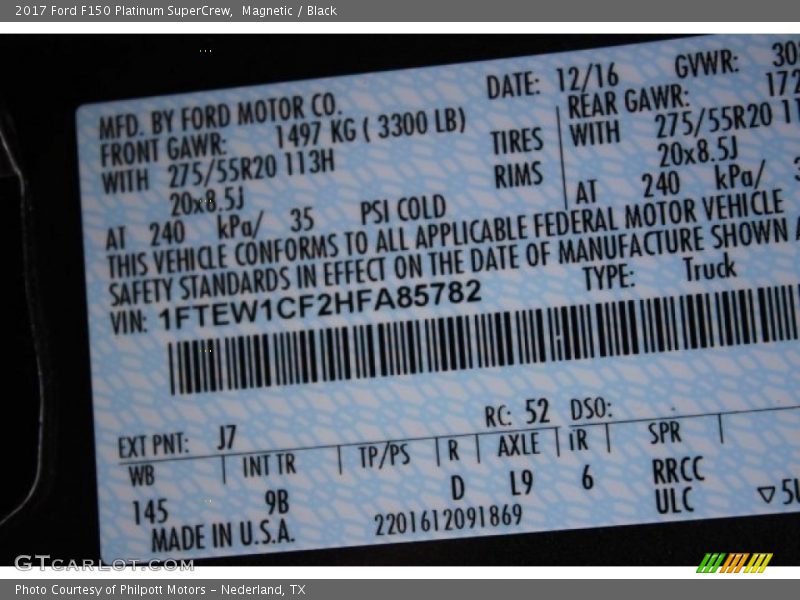 2017 Ford F150 Platinum SuperCrew,  Magnetic / Black
MFD. BY FORD MOTOR CO.
DATE: 12/16
GVWR:
FRONT GAWR: 1497 KG ( 3300 LB)
REAR GAWR:
WITH 275/55R20 113H
TIRES
WITH 275/55R20
20x8.5J
RIMS
20x8.5J
AT 240 kPa/ 35 PSI COLD
AT 240 kPa/
THIS VEHICLE CONFORMS TO ALL APPLICABLE FEDERAL MOTOR VEHICLE
SAFETY STANDARDS IN EFFECT ON THE DATE OF MANUFACTURE SHOWN
VIN: 1FTEW1CF2HFA85782
TYPE: Truck
EXT PNT: J7
RC: 52 DSO:
WB INT TR TP/PS R AXLE TR SPR
145 9B D L9 6 RRCC
ULC
MADE IN U.S.A.
2201612091869
GTCARLOT.COM
Photo Courtesy of Philpott Motors - Nederland, TX